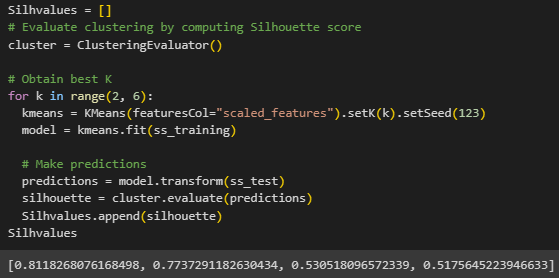 Silhvalues = []
# Evaluate clustering by computing Silhouette score
cluster = ClusteringEvaluator()
# Obtain best K
for k in range(2, 6):
kmeans = KMeans(featuresCol="scaled_features").setK(k).setSeed(123)
model = kmeans.fit(ss_training)
# Make predictions
predictions = model.transform(ss_test)
silhouette = cluster.evaluate(predictions)
Silhvalues.append(silhouette)
Silhvalues
[0.8118268076168498, 0.7737291182630434, 0.530518096572339, 0.5175645223946633]